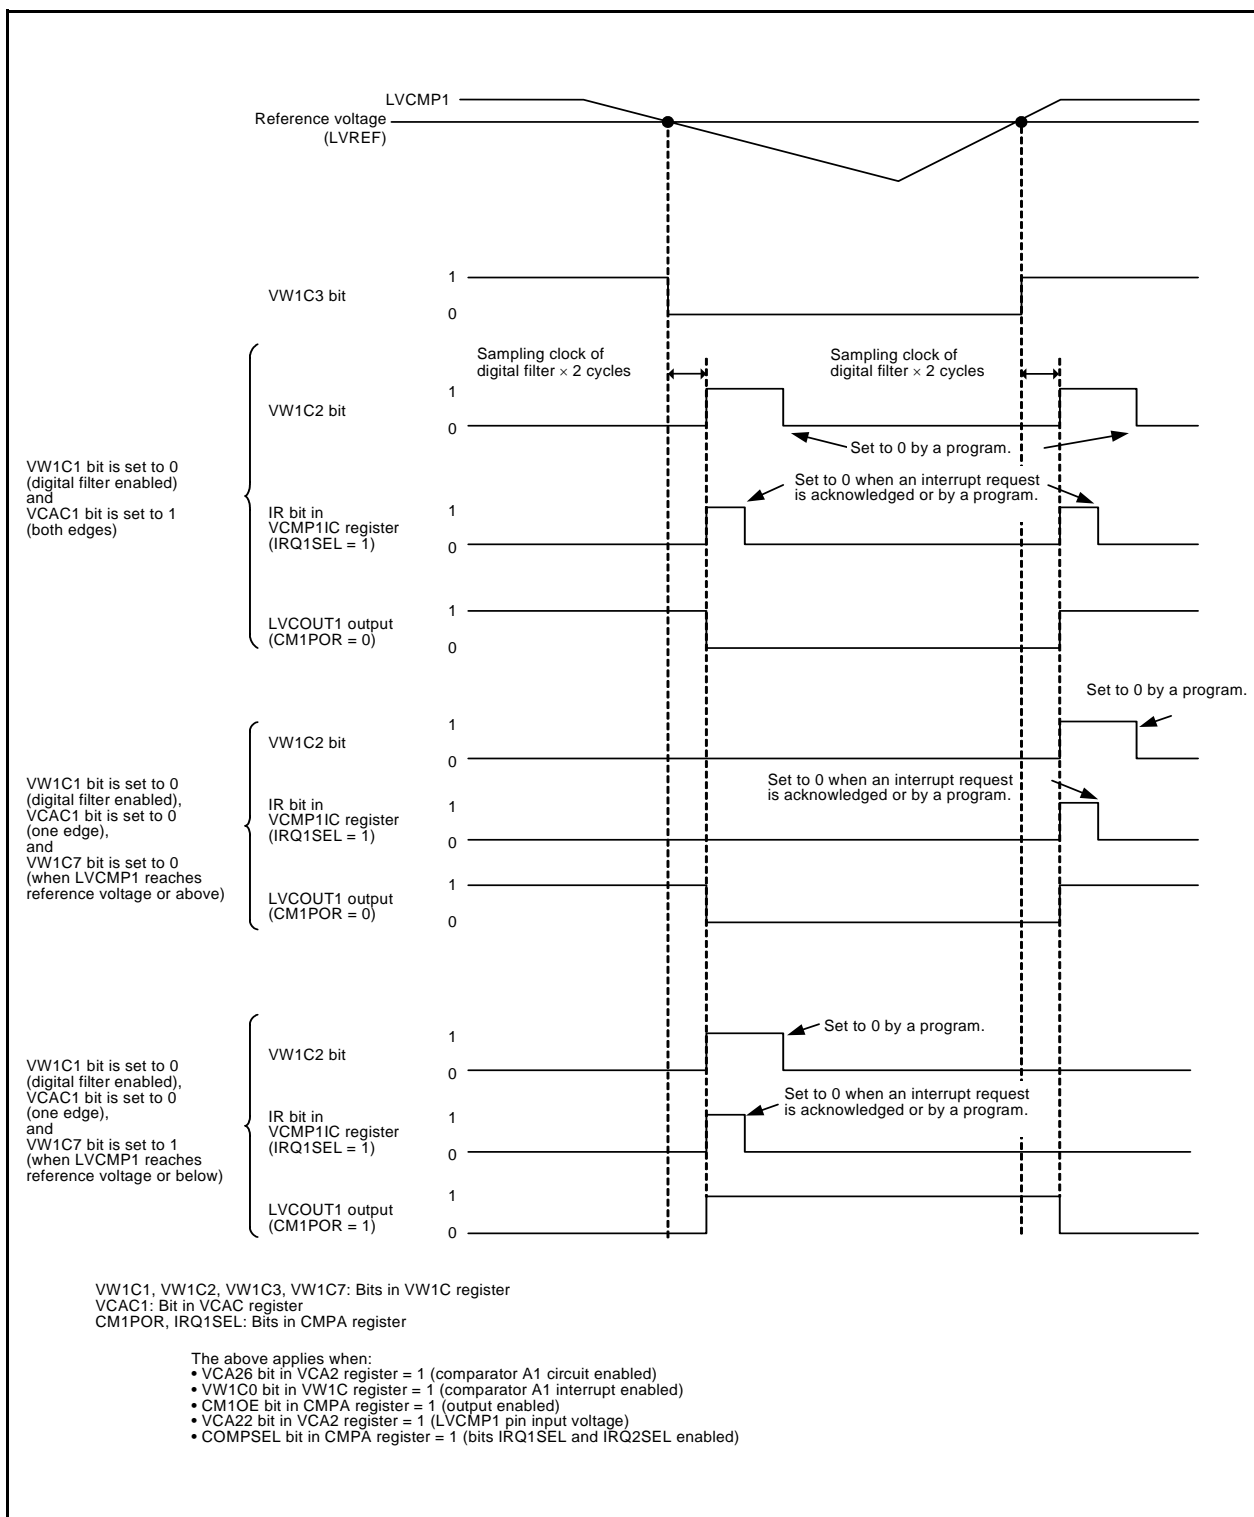 LVCMP1
Reference voltage
(LVREF)
VW1C3 bit
1
0
Sampling clock of
digital filter × 2 cycles
Sampling clock of
digital filter × 2 cycles
VW1C1 bit is set to 0
(digital filter enabled)
and
VCAC1 bit is set to 1
(both edges)
VW1C2 bit
1
0
Set to 0 by a program.
IR bit in
VCMP1IC register
(IRQ1SEL = 1)
1
0
Set to 0 when an interrupt request
is acknowledged or by a program.
LVCOUT1 output
(CM1POR = 0)
1
0
VW1C1 bit is set to 0
(digital filter enabled),
VCAC1 bit is set to 0
(one edge),
and
VW1C7 bit is set to 0
(when LVCMP1 reaches
reference voltage or above)
VW1C2 bit
1
0
Set to 0 by a program.
IR bit in
VCMP1IC register
(IRQ1SEL = 1)
1
0
Set to 0 when an interrupt request
is acknowledged or by a program.
LVCOUT1 output
(CM1POR = 0)
1
0
VW1C1 bit is set to 0
(digital filter enabled),
VCAC1 bit is set to 0
(one edge),
and
VW1C7 bit is set to 1
(when LVCMP1 reaches
reference voltage or below)
VW1C2 bit
1
0
Set to 0 by a program.
IR bit in
VCMP1IC register
(IRQ1SEL = 1)
1
0
Set to 0 when an interrupt request
is acknowledged or by a program.
LVCOUT1 output
(CM1POR = 1)
1
0
VW1C1, VW1C2, VW1C3, VW1C7: Bits in VW1C register
VCAC1: Bit in VCAC register
CM1POR, IRQ1SEL: Bits in CMPA register
The above applies when:
• VCA26 bit in VCA2 register = 1 (comparator A1 circuit enabled)
• VW1C0 bit in VW1C register = 1 (comparator A1 interrupt enabled)
• CM1OE bit in CMPA register = 1 (output enabled)
• VCA22 bit in VCA2 register = 1 (LVCMP1 pin input voltage)
• COMPSEL bit in CMPA register = 1 (bits IRQ1SEL and IRQ2SEL enabled)